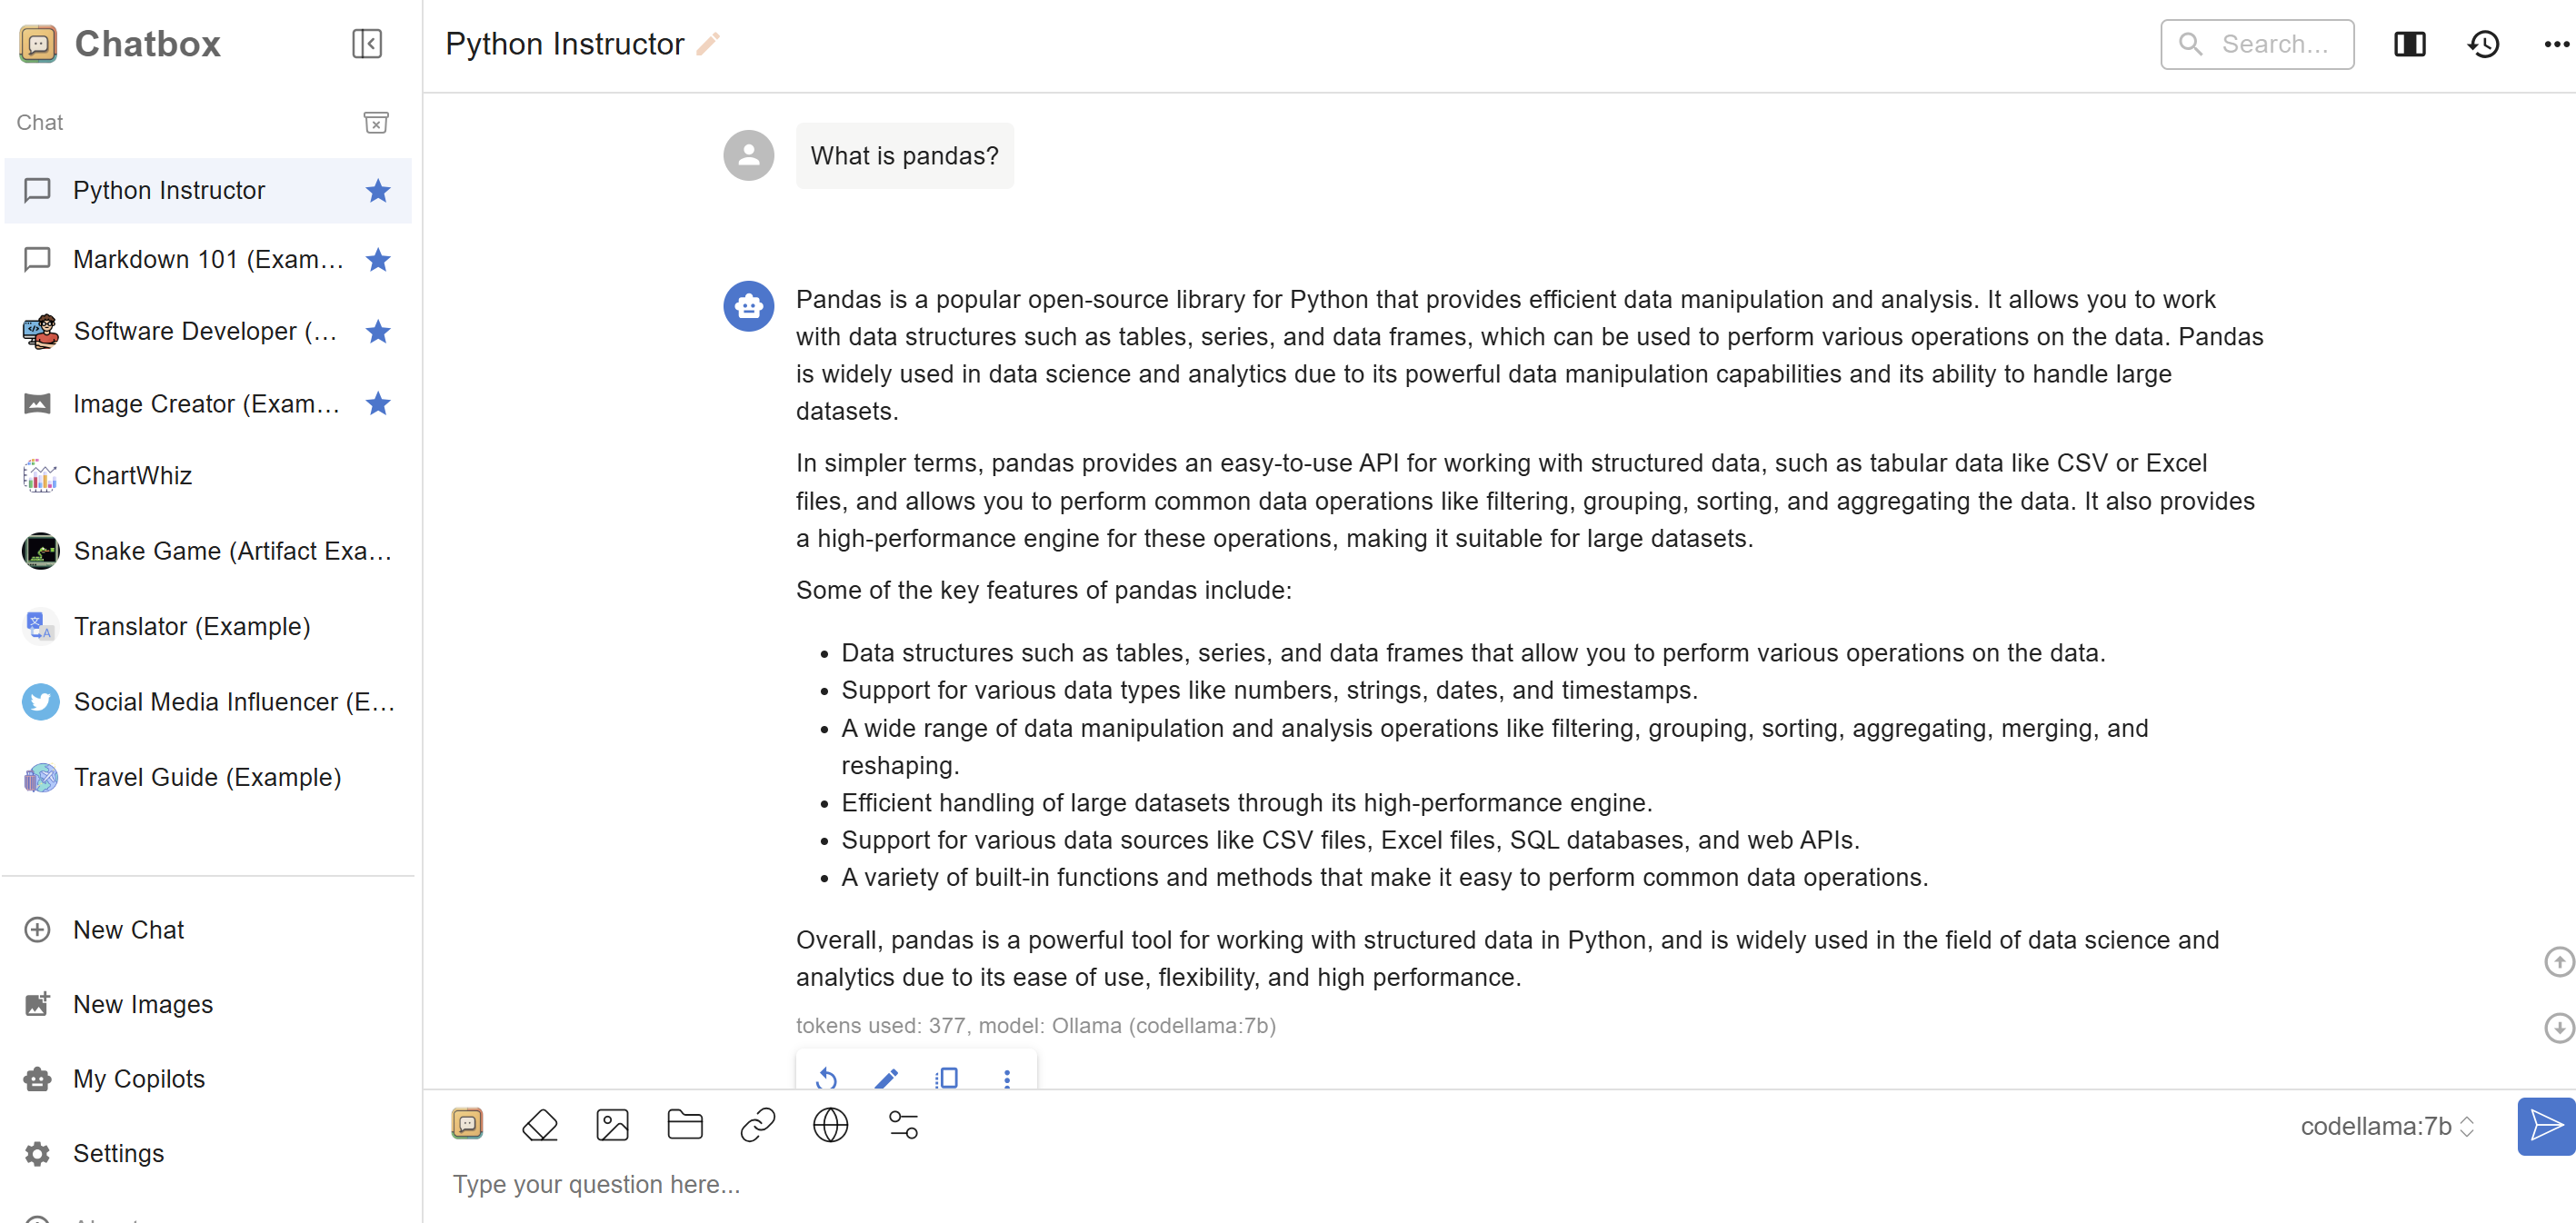 Chatbox
Chat
Python Instructor
Markdown 101 (Exam...
Software Developer (...
Image Creator (Exam...
ChartWhiz
Snake Game (Artifact Exa...
Translator (Example)
Social Media Influencer (E...
Travel Guide (Example)
New Chat
New Images
My Copilots
Settings
Python Instructor
Search...
What is pandas?
Pandas is a popular open-source library for Python that provides efficient data manipulation and analysis. It allows you to work
with data structures such as tables, series, and data frames, which can be used to perform various operations on the data. Pandas
is widely used in data science and analytics due to its powerful data manipulation capabilities and its ability to handle large
datasets.
In simpler terms, pandas provides an easy-to-use API for working with structured data, such as tabular data like CSV or Excel
files, and allows you to perform common data operations like filtering, grouping, sorting, and aggregating the data. It also provides
a high-performance engine for these operations, making it suitable for large datasets.
Some of the key features of pandas include:
• Data structures such as tables, series, and data frames that allow you to perform various operations on the data.
• Support for various data types like numbers, strings, dates, and timestamps.
• A wide range of data manipulation and analysis operations like filtering, grouping, sorting, aggregating, merging, and
reshaping.
• Efficient handling of large datasets through its high-performance engine.
• Support for various data sources like CSV files, Excel files, SQL databases, and web APIs.
• A variety of built-in functions and methods that make it easy to perform common data operations.
Overall, pandas is a powerful tool for working with structured data in Python, and is widely used in the field of data science and
analytics due to its ease of use, flexibility, and high performance.
tokens used: 377, model: Ollama (codellama:7b)
codellama:7b
Type your question here...